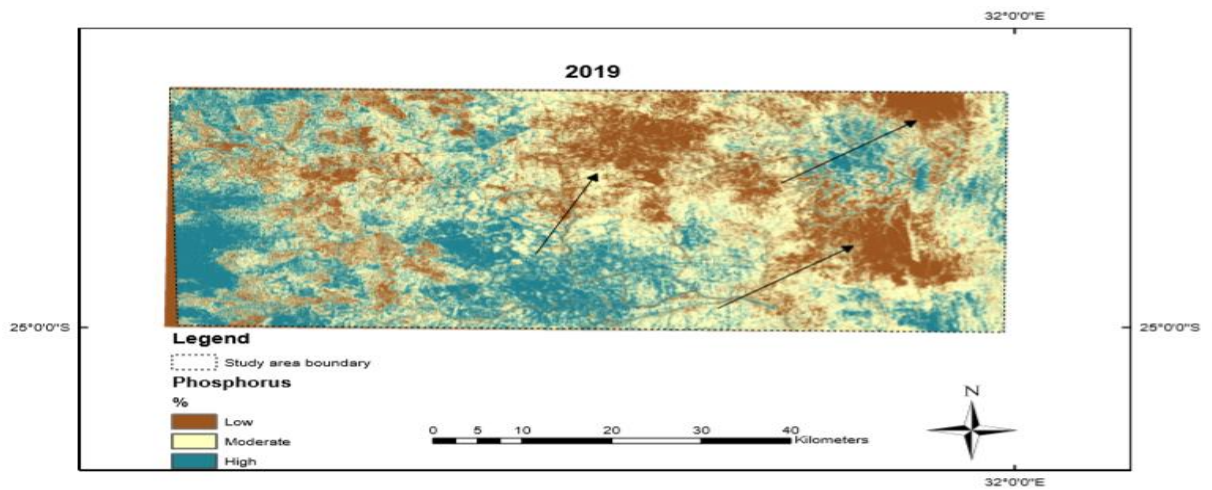 32°0'0"E
2019
25°0'0"S
25°0'0"S
Legend
Study area boundary
Phosphorus
%
Low
Moderate
High
0 5 10 20 30 40
Kilometers
N
32°0'0"E